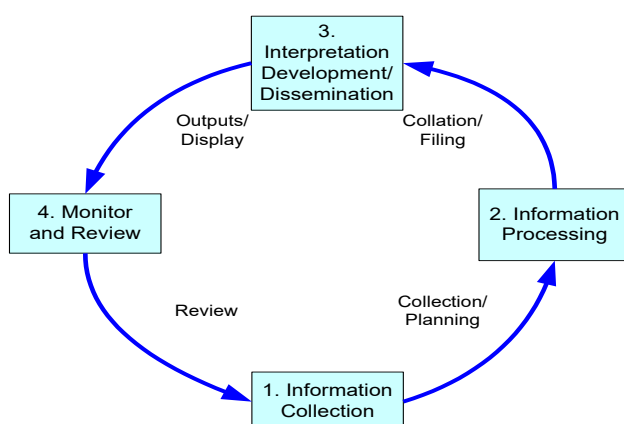 3.
Interpretation
Development/
Dissemination
Outputs/
Display
Collation/
Filing
4. Monitor
and Review
2. Information
Processing
Review
Collection/
Planning
1. Information
Collection